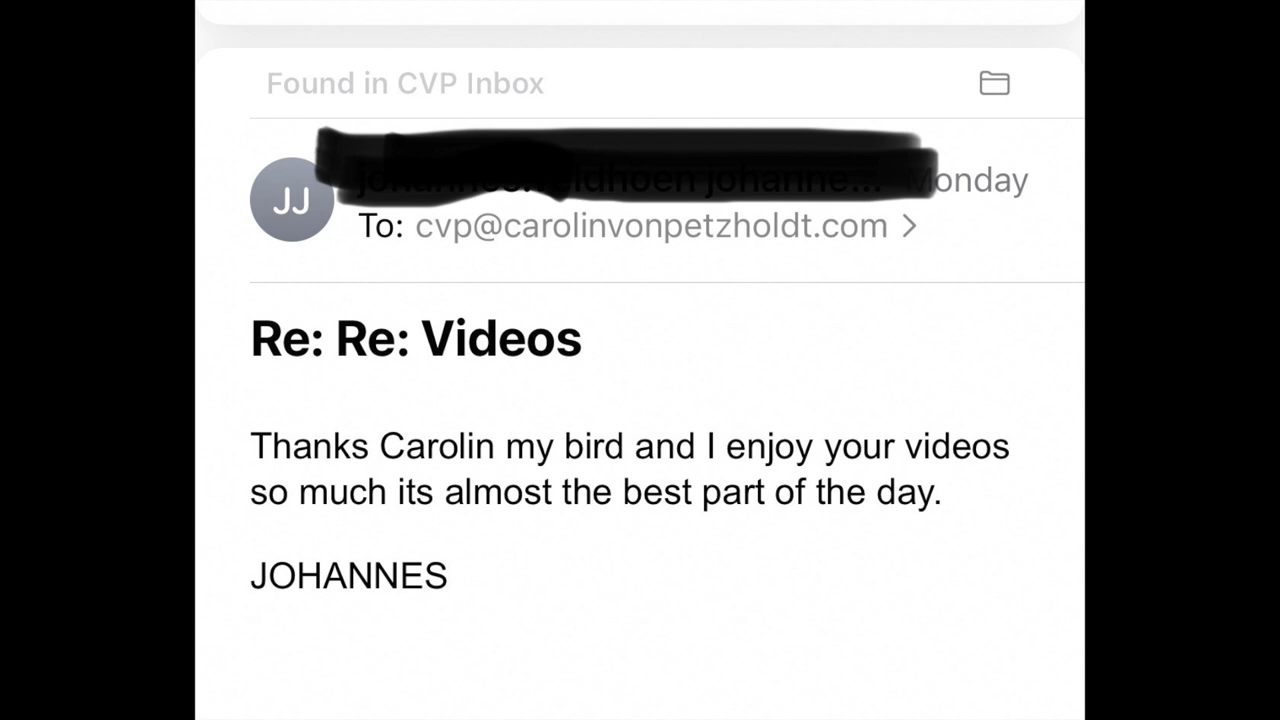 Found in CVP Inbox
JJ
Monday
To: cvp@carolinvonpetzholdt.com >
Re: Re: Videos
Thanks Carolin my bird and I enjoy your videos
so much its almost the best part of the day.
JOHANNES